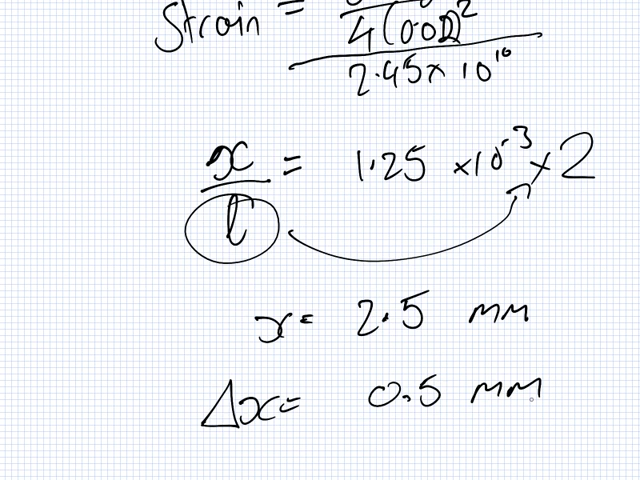 Strain =
4(0.002)²
2.45 × 10¹⁰
x = 1.25 × 10⁻³ × 2
l
x = 2.5 mm
Δx = 0.5 mm